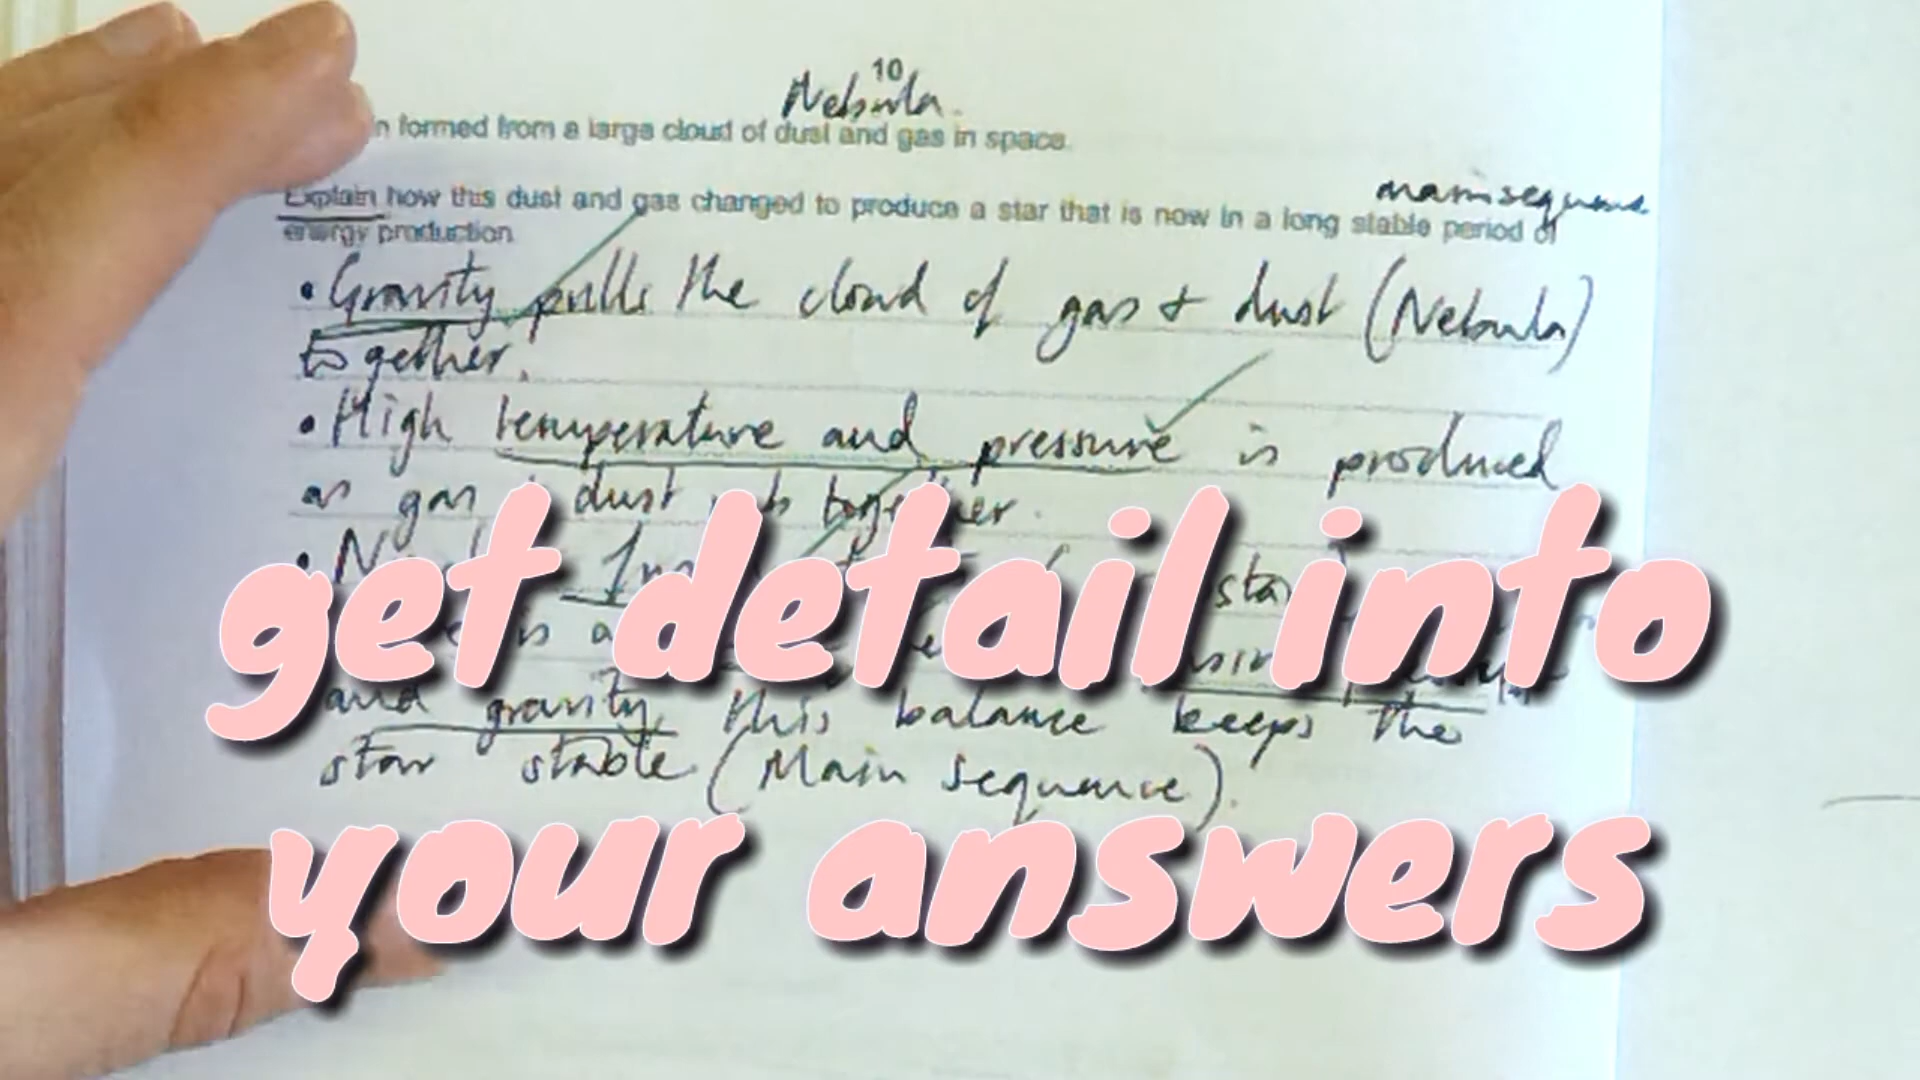 10
Nebula.
n formed from a large cloud of dust and gas in space.
main sequence
Explain how this dust and gas changed to produce a star that is now in a long stable period of
energy production
• Gravity pulls the cloud of gas + dust (Nebula)
together.
• High temperature and pressure is produced
as gas dust together.
get detail into
and gravity, this balance keeps the
star stable (Main sequence).
your answers